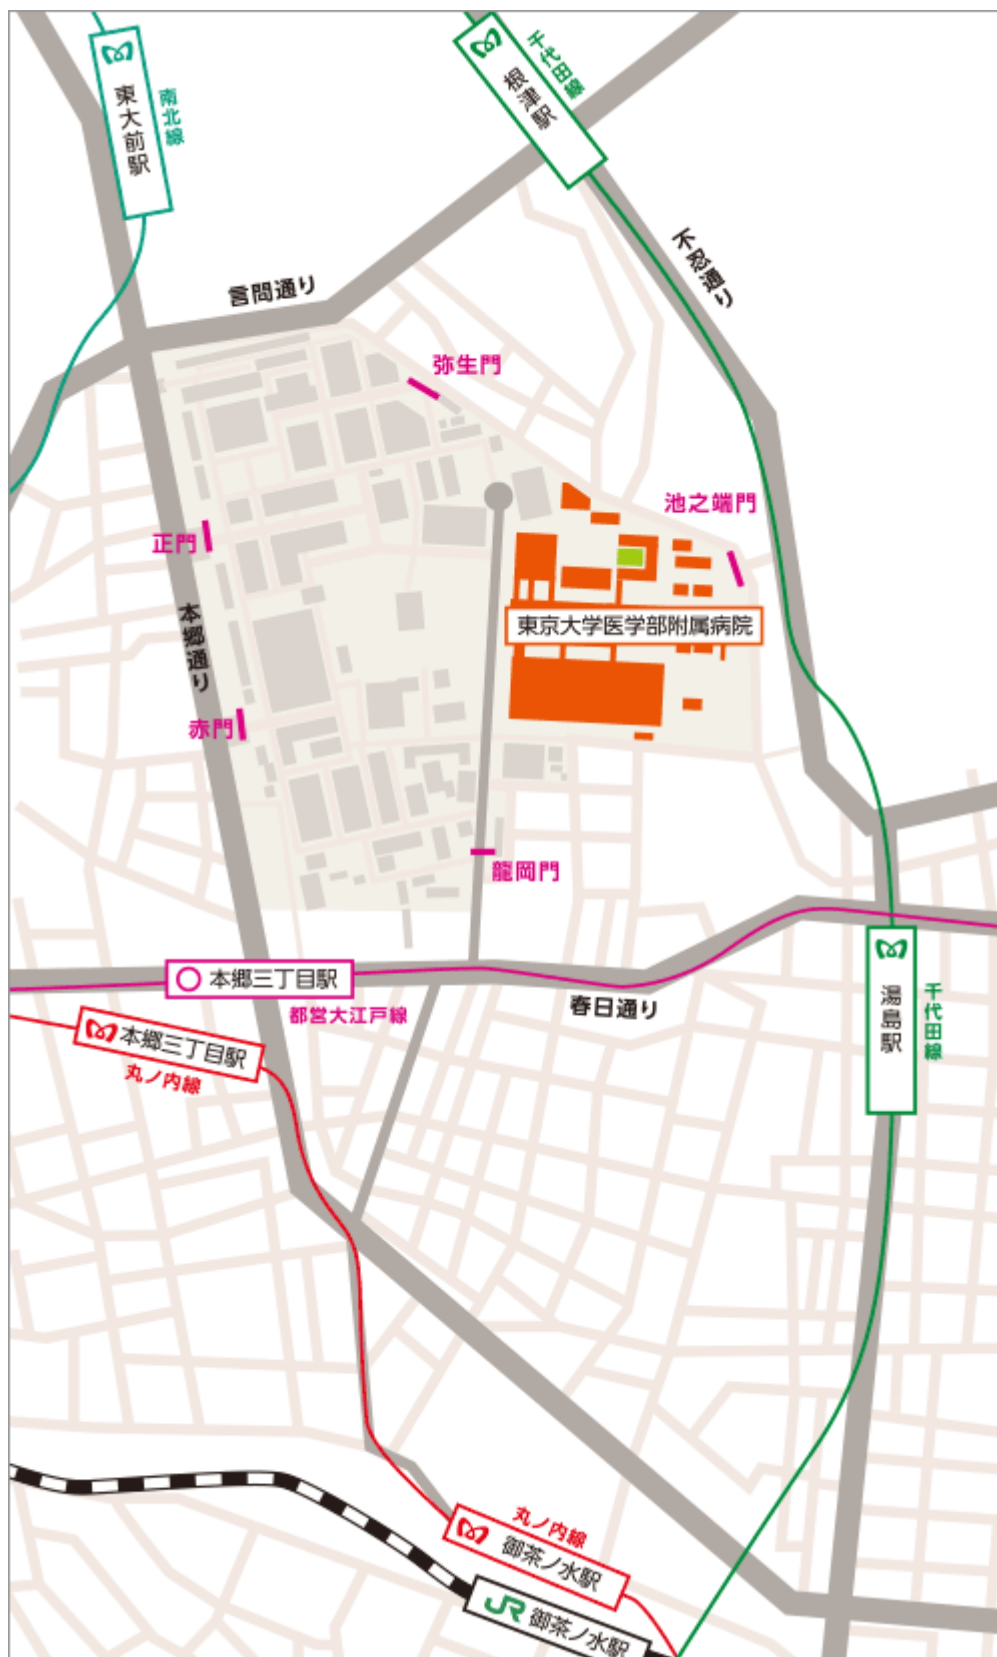 千代田線
根津駅
東大前駅
南北線
不忍通り
言問通り
弥生門
池之端門
正門
東京大学医学部附属病院
本郷通り
赤門
龍岡門
本郷三丁目駅
春日通り
都営大江戸線
湯島駅
千代田線
本郷三丁目駅
丸ノ内線
丸ノ内線
御茶ノ水駅
JR 御茶ノ水駅